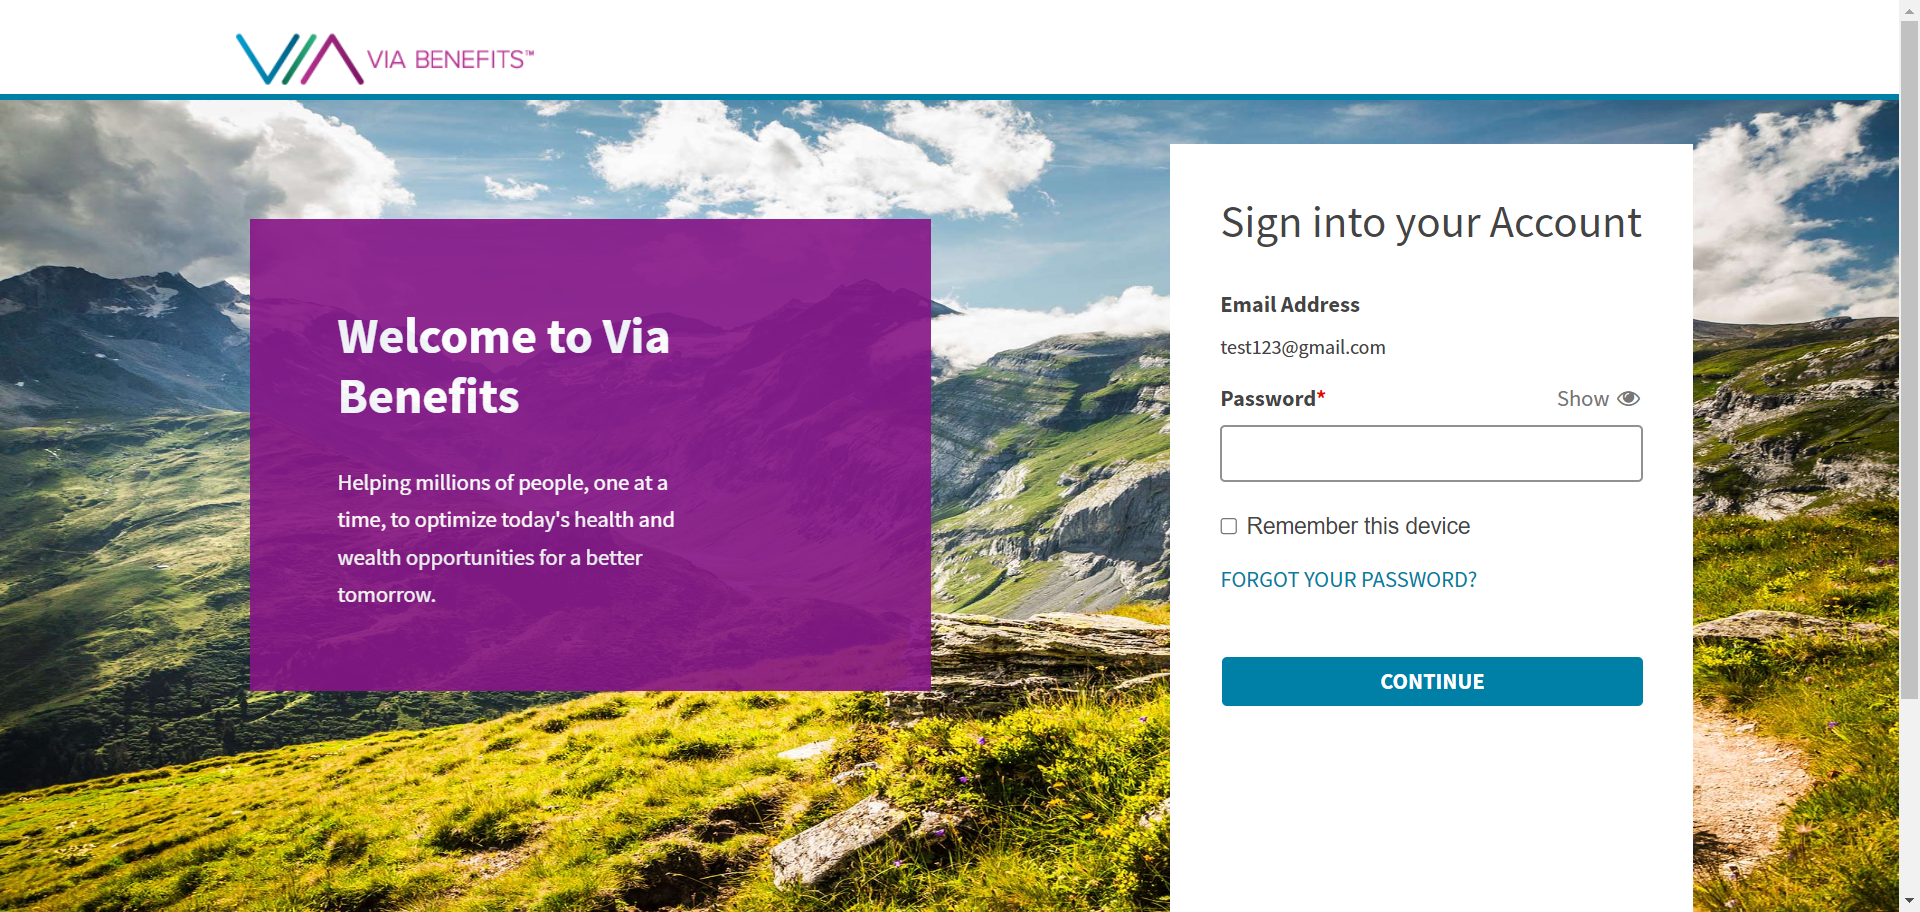 VIA BENEFITS™
Welcome to Via
Benefits
Helping millions of people, one at a
time, to optimize today's health and
wealth opportunities for a better
tomorrow.
Sign into your Account
Email Address
test123@gmail.com
Password*
Show
Remember this device
FORGOT YOUR PASSWORD?
CONTINUE